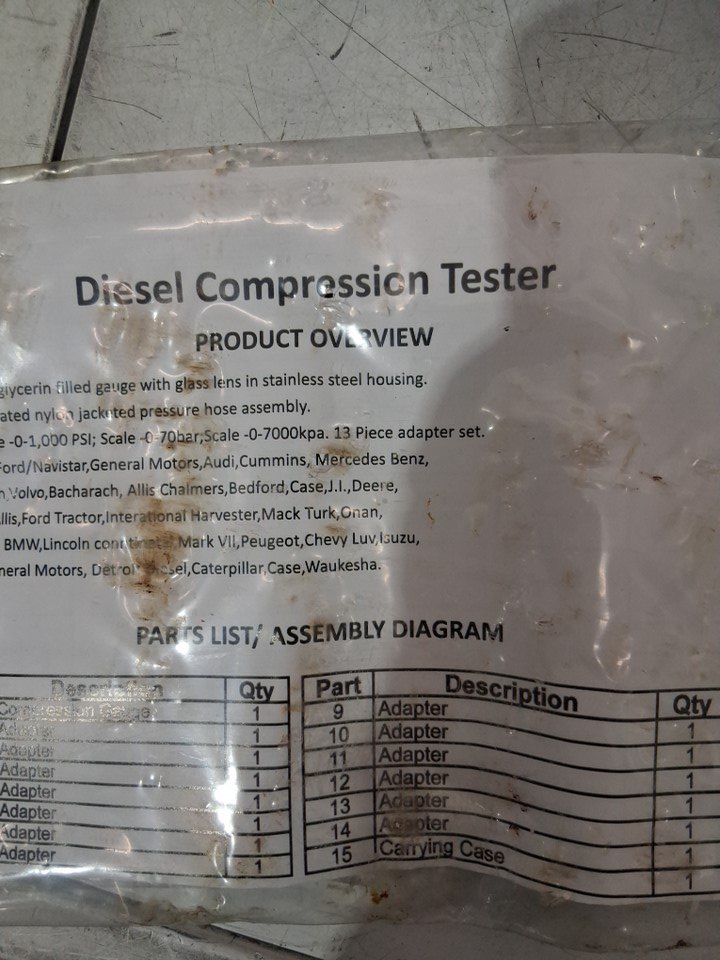 Diesel Compression Tester
PRODUCT OVERVIEW
glycerin filled gauge with glass lens in stainless steel housing.
ated nylon jacketed pressure hose assembly.
e -0-1,000 PSI; Scale -0-70bar;Scale -0-7000kpa. 13 Piece adapter set.
Ford/Navistar,General Motors,Audi,Cummins, Mercedes Benz,
n,Volvo,Bacharach, Allis Chalmers,Bedford,Case,J.I.,Deere,
llis,Ford Tractor,Interational Harvester,Mack Turk,Onan,
BMW,Lincoln Mark VII,Peugeot,Chevy Luv,Isuzu,
neral Motors, Detroit Diesel,Caterpillar,Case,Waukesha.
PARTS LIST/ ASSEMBLY DIAGRAM
Description Qty
Compression Gauge 1
Adapter 1
Adapter 1
Adapter 1
Adapter 1
Adapter 1
Adapter 1
Adapter 1
Part Description Qty
9 Adapter 1
10 Adapter 1
11 Adapter 1
12 Adapter 1
13 Adapter 1
14 Adapter 1
15 Carrying Case 1